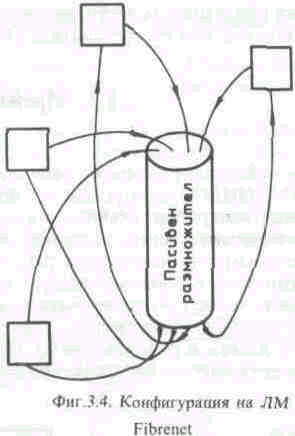 Пасивен
размножител
Фиг.3.4. Конфигурация на ЛМ
Fibrenet